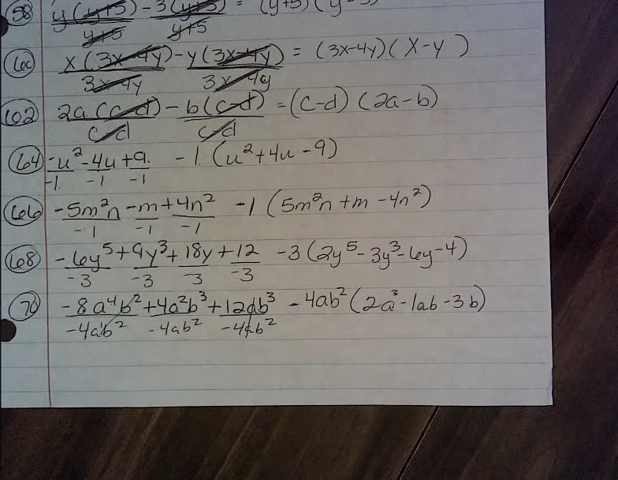 58 y(y+5) - 3(y+5) = (y+5)(y-3)
y+5 y+5
60 x(3x-4y) - y(3x-4y) = (3x-4y)(x-y)
3x-4y 3x-4y
102 2a(c-d) - b(c-d) = (c-d)(2a-b)
c-d c-d
64 -u² -4u +9 -1(u²+4u-9)
-1 -1 -1
66 -5m²n -m +4n² -1(5m²n+m-4n²)
-1 -1 -1
68 -6y⁵ + 9y³ + 18y + 12 -3(2y⁵-3y³-6y-4)
-3 -3 -3 -3
70 -8a⁴b² + 4a²b³ + 12ab³ -4ab²(2a³-1ab-3b)
-4ab² -4ab² -4ab²